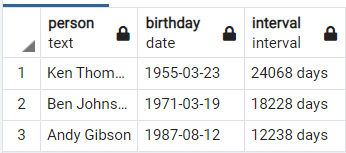 person birthday interval
text date interval
1 Ken Thom... 1955-03-23 24068 days
2 Ben Johns... 1971-03-19 18228 days
3 Andy Gibson 1987-08-12 12238 days